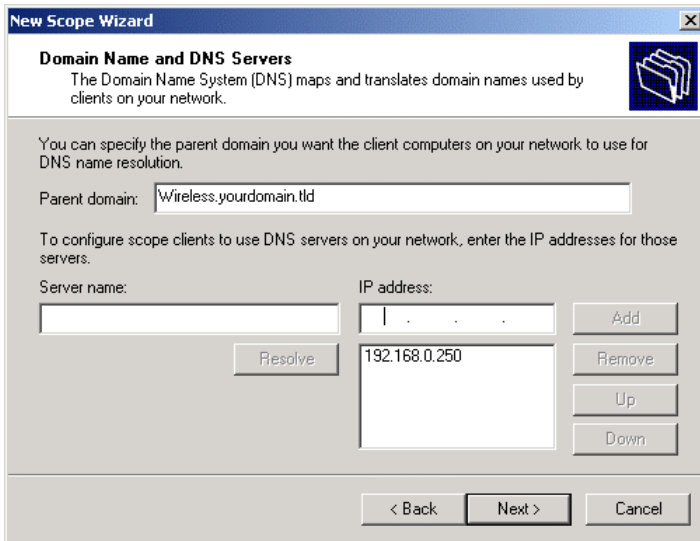 New Scope Wizard
Domain Name and DNS Servers
The Domain Name System (DNS) maps and translates domain names used by
clients on your network.
You can specify the parent domain you want the client computers on your network to use for
DNS name resolution.
Parent domain: Wireless.yourdomain.tld
To configure scope clients to use DNS servers on your network, enter the IP addresses for those
servers.
Server name: IP address:
. . . Add
Resolve 192.168.0.250 Remove
Up
Down
< Back Next > Cancel